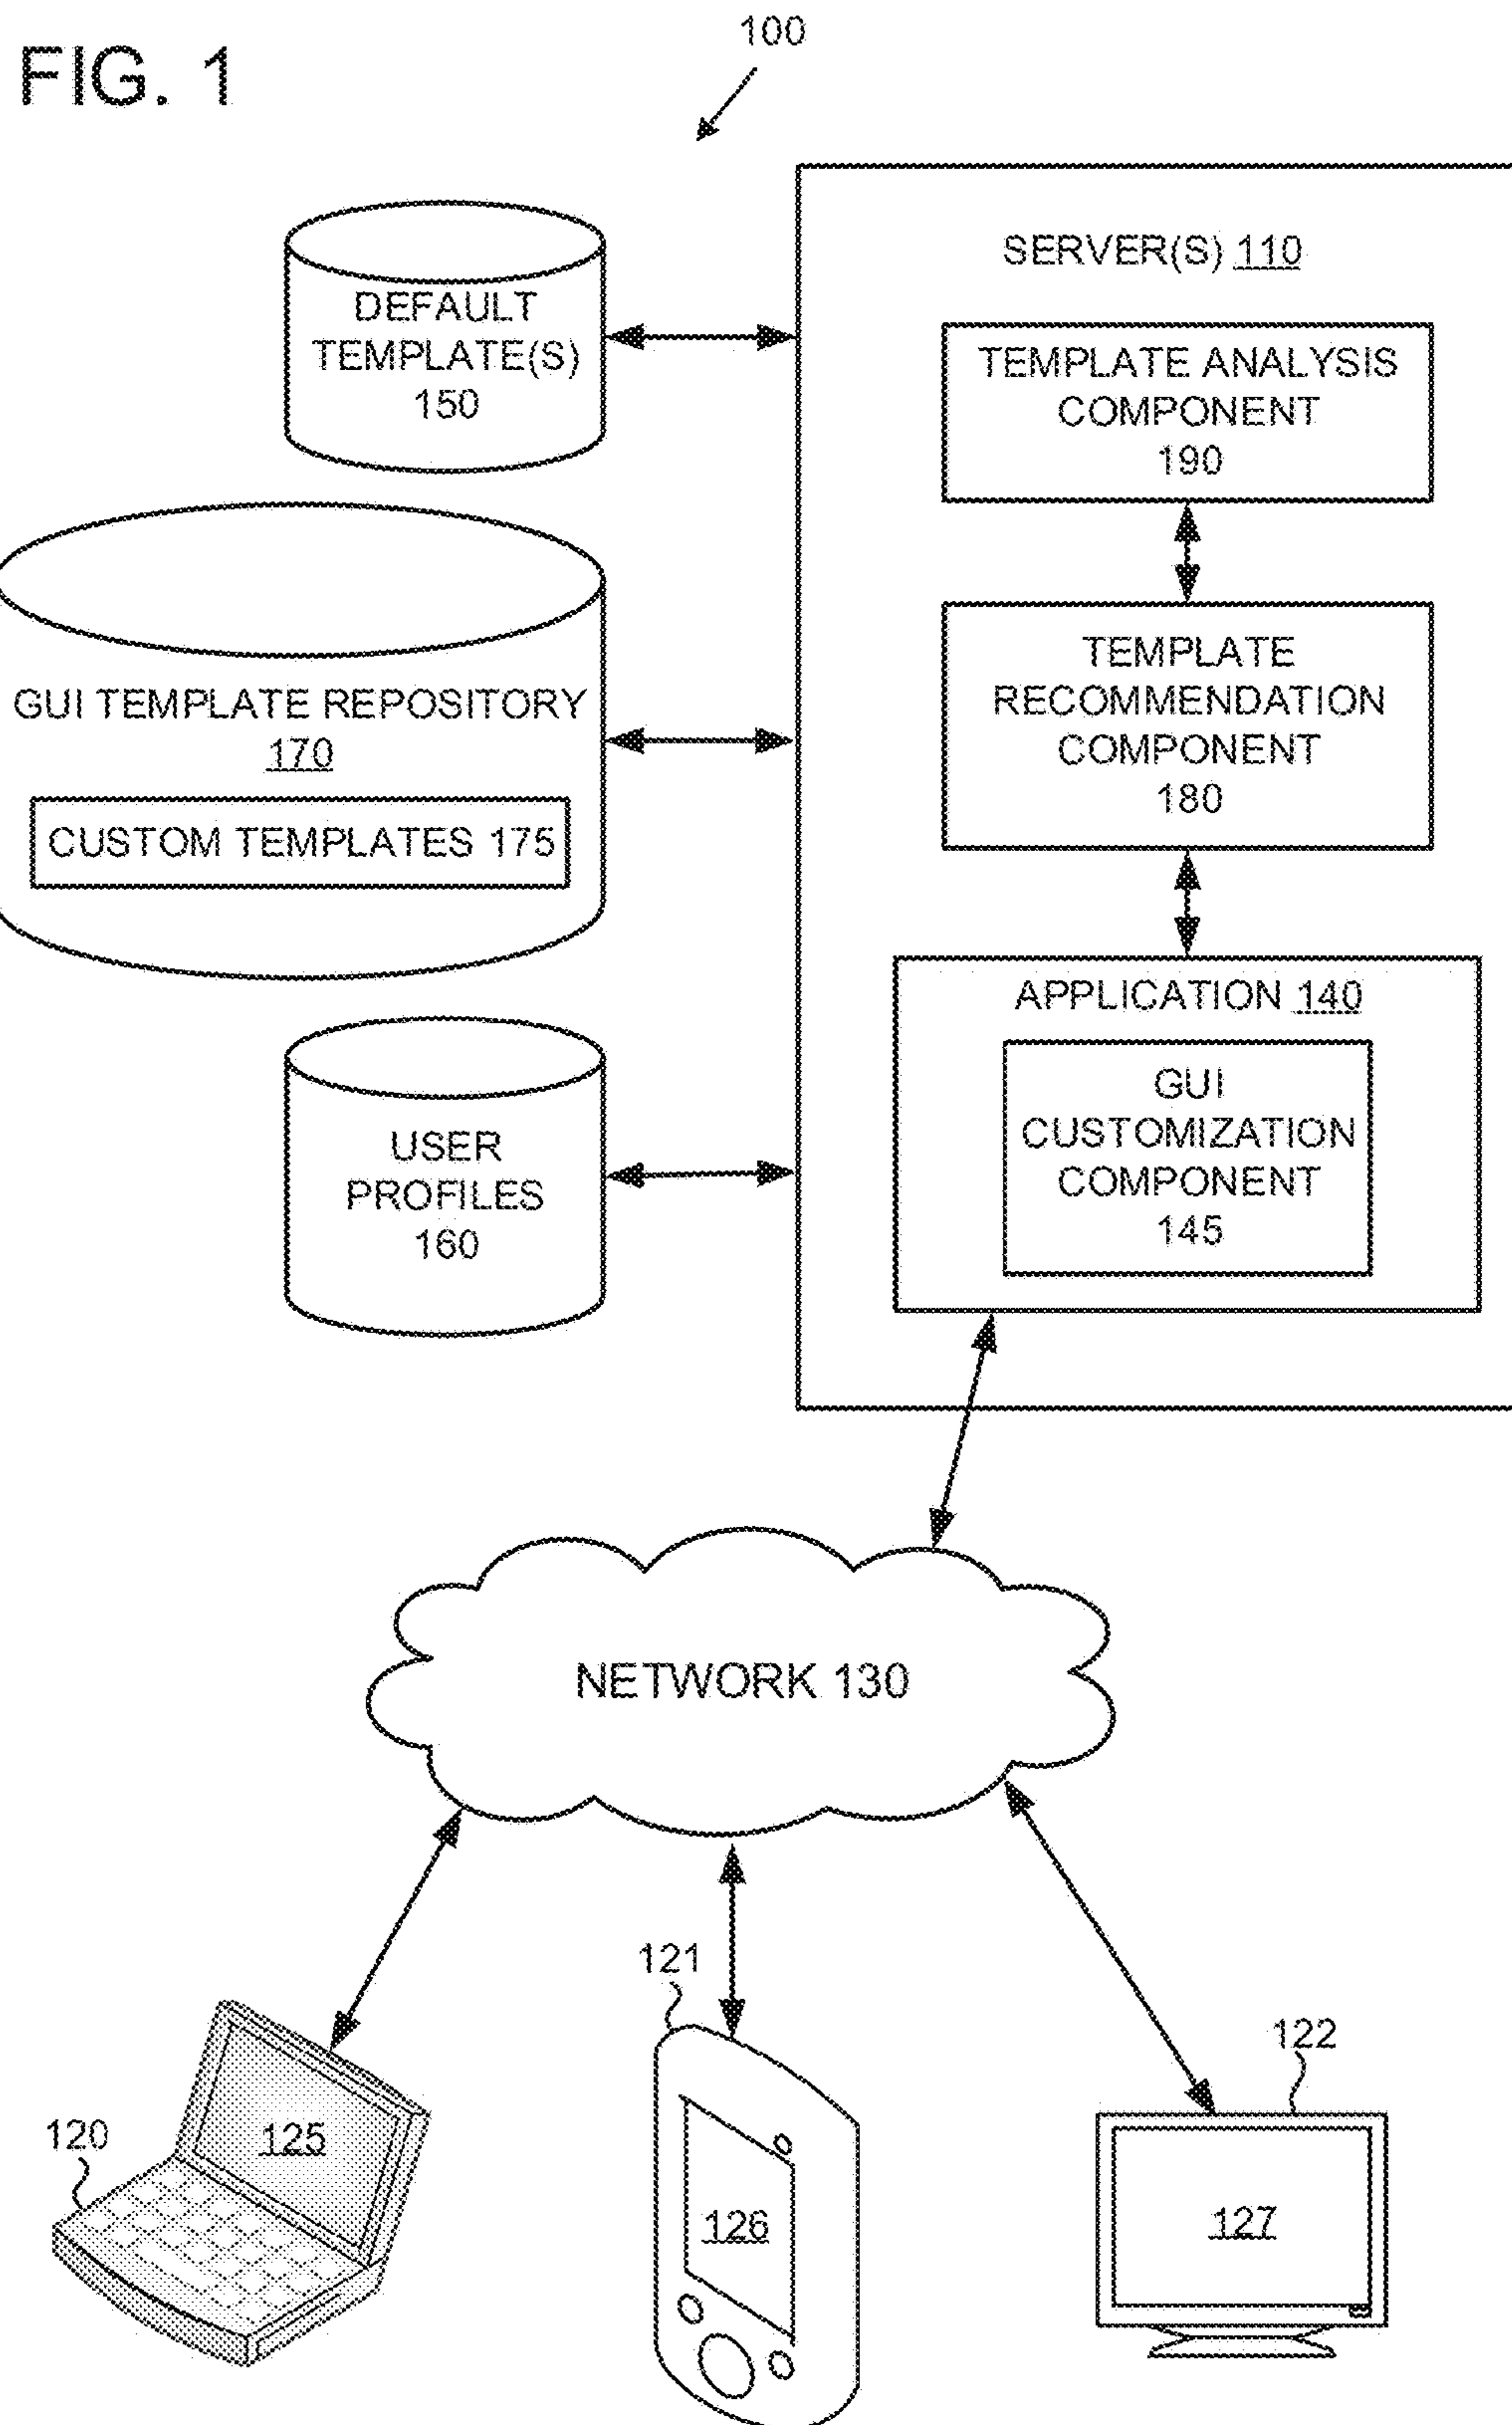 FIG. 1
100
DEFAULT
TEMPLATE(S)
150
GUI TEMPLATE REPOSITORY
170
CUSTOM TEMPLATES 175
USER
PROFILES
160
SERVER(S) 110
TEMPLATE ANALYSIS
COMPONENT
190
TEMPLATE
RECOMMENDATION
COMPONENT
180
APPLICATION 140
GUI
CUSTOMIZATION
COMPONENT
145
NETWORK 130
120
125
121
126
122
127